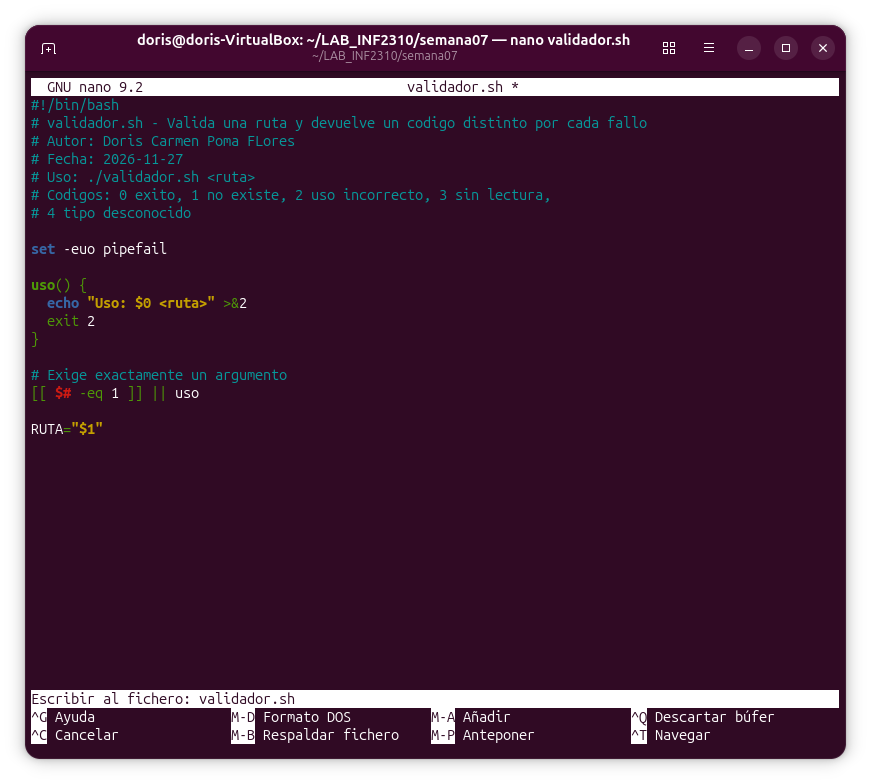 doris@doris-VirtualBox: ~/LAB_INF2310/semana07 — nano validador.sh
~/LAB_INF2310/semana07
GNU nano 9.2 validador.sh *
#!/bin/bash
# validador.sh - Valida una ruta y devuelve un codigo distinto por cada fallo
# Autor: Doris Carmen Poma FLores
# Fecha: 2026-11-27
# Uso: ./validador.sh <ruta>
# Codigos: 0 exito, 1 no existe, 2 uso incorrecto, 3 sin lectura,
# 4 tipo desconocido
set -euo pipefail
uso() {
  echo "Uso: $0 <ruta>" >&2
  exit 2
}
# Exige exactamente un argumento
[[ $# -eq 1 ]] || uso
RUTA="$1"
Escribir al fichero: validador.sh
^G Ayuda M-D Formato DOS M-A Añadir ^Q Descartar búfer
^C Cancelar M-B Respaldar fichero M-P Anteponer ^T Navegar